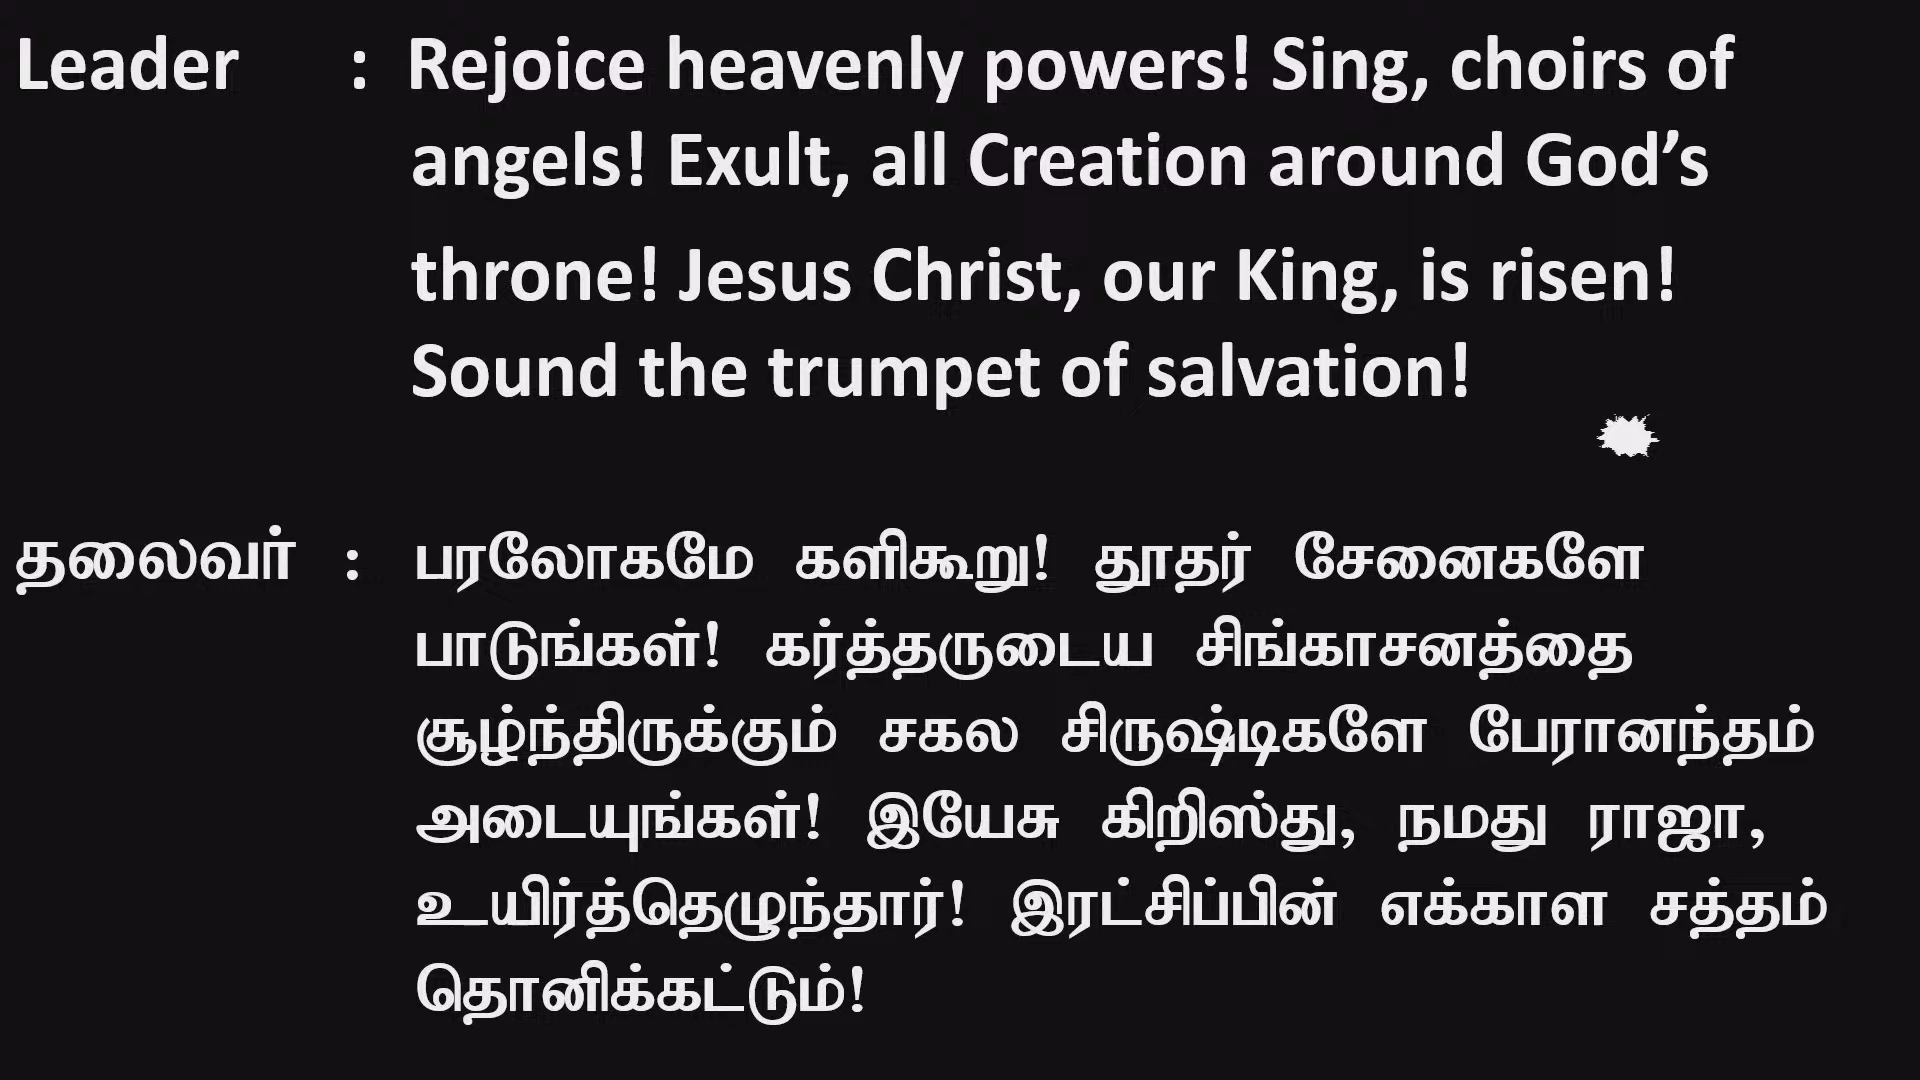 Leader : Rejoice heavenly powers! Sing, choirs of
angels! Exult, all Creation around God’s
throne! Jesus Christ, our King, is risen!
Sound the trumpet of salvation!
தலைவர் : பரலோகமே களிகூறு! தூதர் சேனைகளே
பாடுங்கள்! கர்த்தருடைய சிங்காசனத்தை
சூழ்ந்திருக்கும் சகல சிருஷ்டிகளே பேரானந்தம்
அடையுங்கள்! இயேசு கிறிஸ்து, நமது ராஜா,
உயிர்த்தெழுந்தார்! இரட்சிப்பின் எக்காள சத்தம்
தொனிக்கட்டும்!